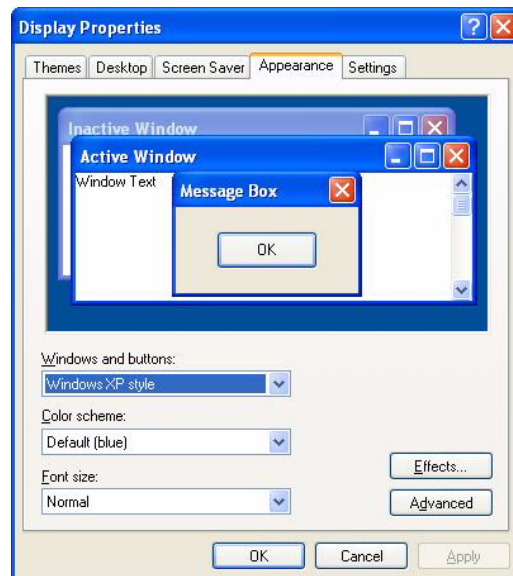 Display Properties
Themes Desktop Screen Saver Appearance Settings
Inactive Window
Active Window
Window Text
Message Box
OK
Windows and buttons:
Windows XP style
Color scheme:
Default (blue)
Effects...
Font size:
Normal
Advanced
OK Cancel Apply